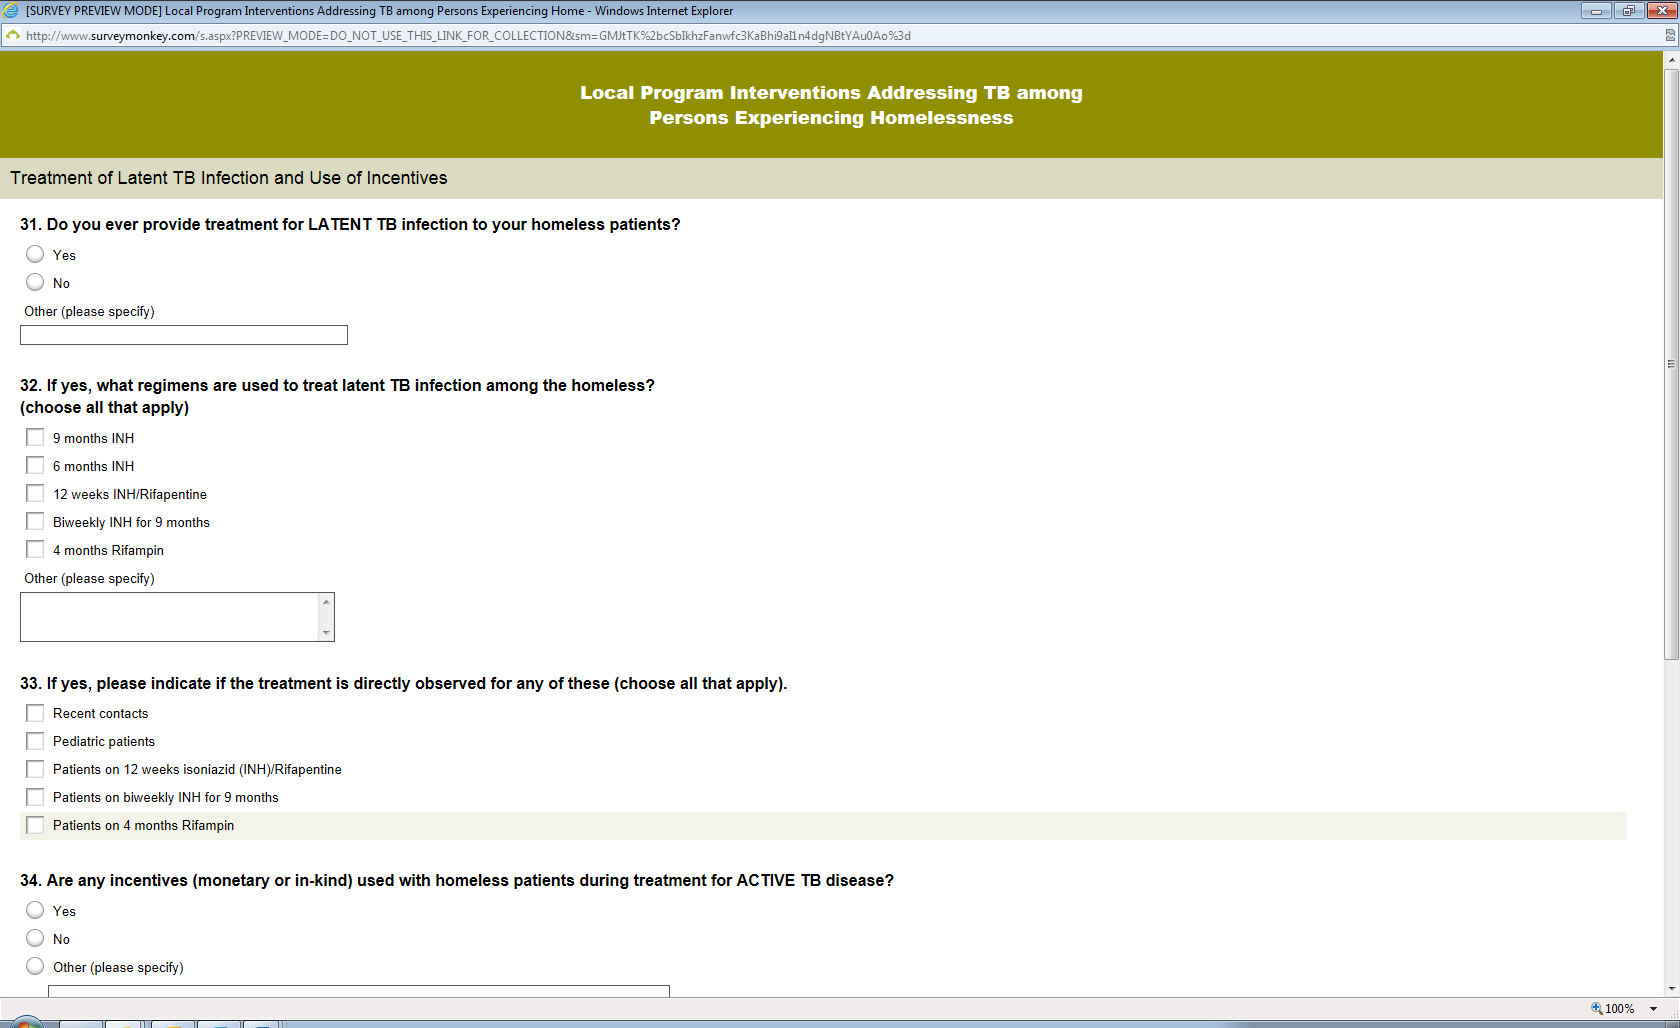 [SURVEY PREVIEW MODE] Local Program Interventions Addressing TB among Persons Experiencing Home - Windows Internet Explorer
http://www.surveymonkey.com/s.aspx?PREVIEW_MODE=DO_NOT_USE_THIS_LINK_FOR_COLLECTION&sm=GMJtTK%2bcSbIkhzFanwfc3KaBhi9aI1n4dgNBtYAu0Ao%3d
Local Program Interventions Addressing TB among
Persons Experiencing Homelessness
Treatment of Latent TB Infection and Use of Incentives
31. Do you ever provide treatment for LATENT TB infection to your homeless patients?
Yes
No
Other (please specify)
32. If yes, what regimens are used to treat latent TB infection among the homeless?
(choose all that apply)
9 months INH
6 months INH
12 weeks INH/Rifapentine
Biweekly INH for 9 months
4 months Rifampin
Other (please specify)
33. If yes, please indicate if the treatment is directly observed for any of these (choose all that apply).
Recent contacts
Pediatric patients
Patients on 12 weeks isoniazid (INH)/Rifapentine
Patients on biweekly INH for 9 months
Patients on 4 months Rifampin
34. Are any incentives (monetary or in-kind) used with homeless patients during treatment for ACTIVE TB disease?
Yes
No
Other (please specify)
100%